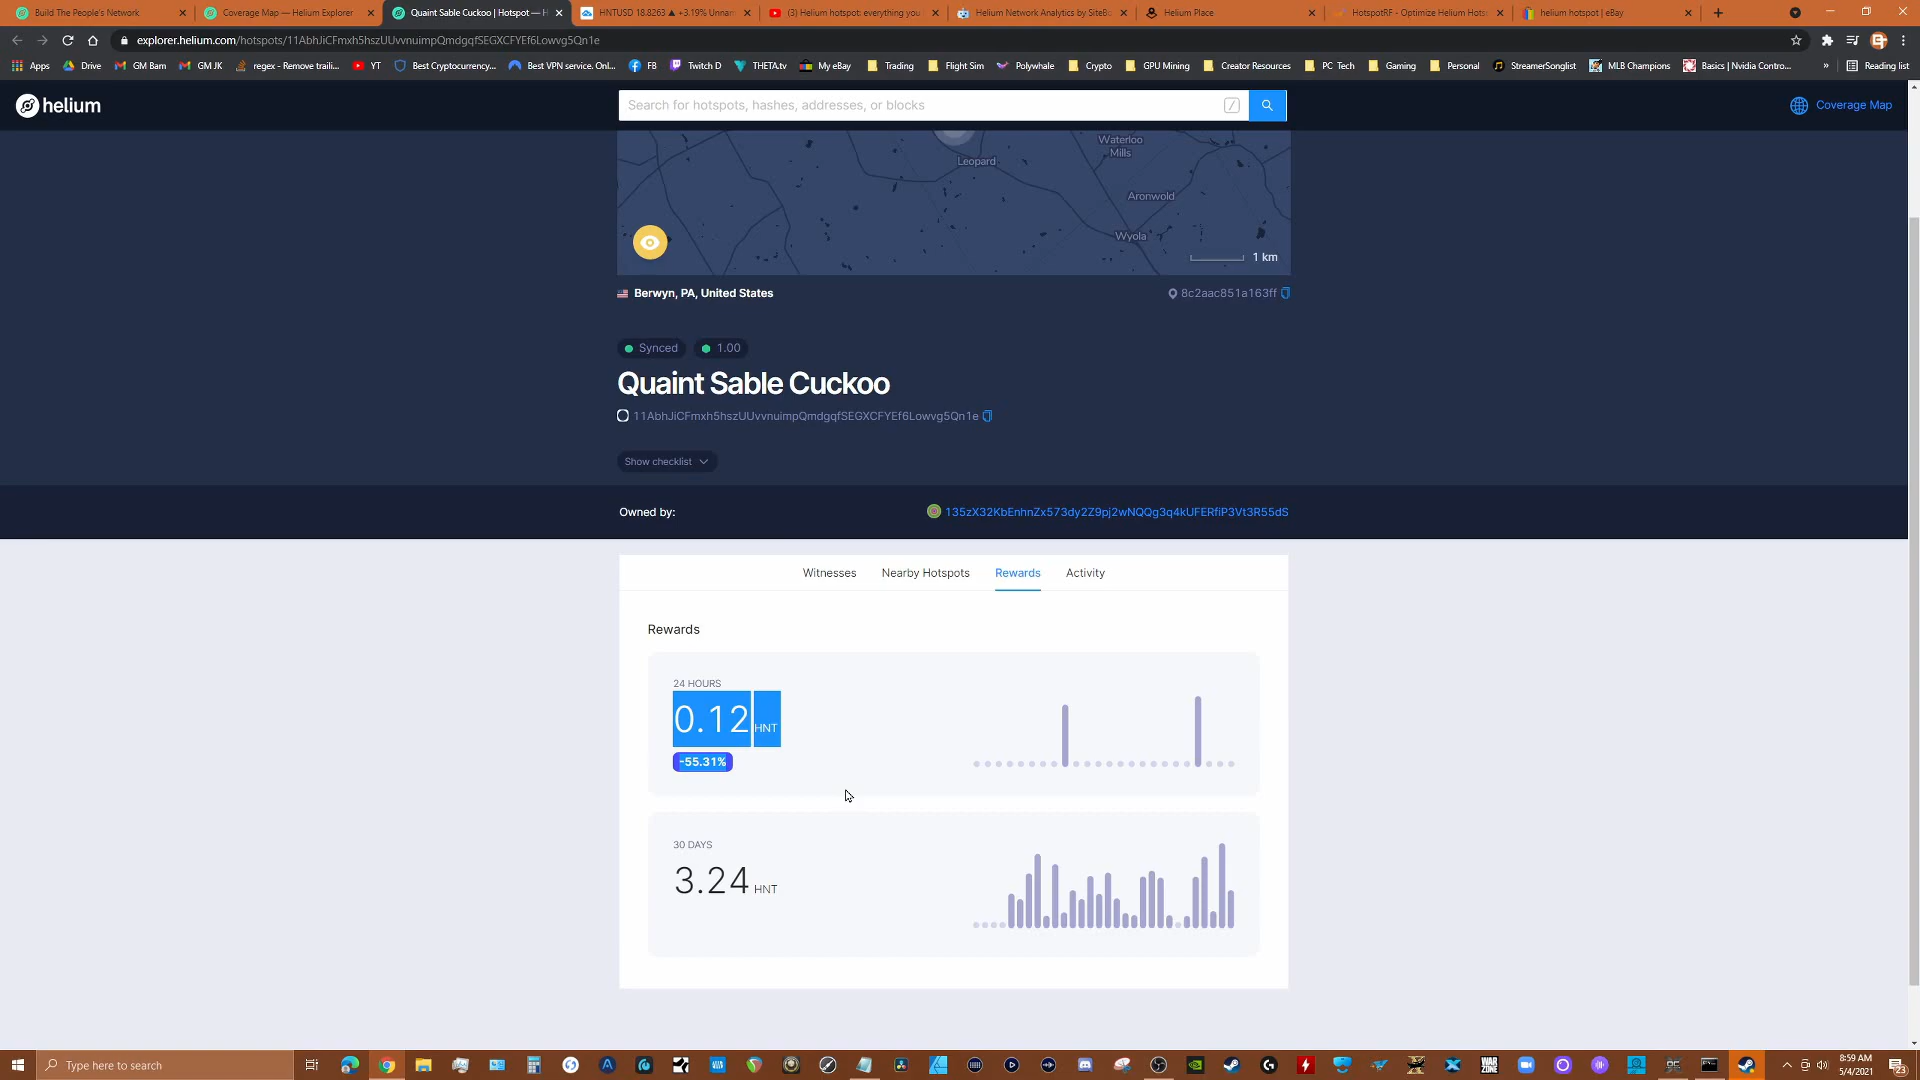 Build The People's Network
Coverage Map — Helium Explorer
Quaint Sable Cuckoo | Hotspot — H
HNTUSD 18.8263 ▲ +3.19% Unnam
(3) Helium hotspot: everything you
Helium Network Analytics by SiteBo
Helium Place
HotspotRF - Optimize Helium Hots
helium hotspot | eBay
explorer.helium.com/hotspots/11AbhJiCFmxh5hszUUvvnuimpQmdgqfSEGXCFYEf6Lowvg5Qn1e
Apps
Drive
GM Bam
GM JK
regex - Remove traili...
YT
Best Cryptocurrency...
Best VPN service. Onl...
FB
Twitch D
THETA.tv
My eBay
Trading
Flight Sim
Polywhale
Crypto
GPU Mining
Creator Resources
PC Tech
Gaming
Personal
StreamerSonglist
MLB Champions
Basics | Nvidia Contro...
»
Reading list
helium
Search for hotspots, hashes, addresses, or blocks
/
Coverage Map
Waterloo
Mills
Leopard
Aronwold
Wyola
1 km
Berwyn, PA, United States
8c2aac851a163ff
Synced
1.00
Quaint Sable Cuckoo
11AbhJiCFmxh5hszUUvvnuimpQmdgqfSEGXCFYEf6Lowvg5Qn1e
Show checklist
Owned by:
135zX32KbEnhnZx573dy2Z9pj2wNQQg3q4kUFERfiP3Vt3R55dS
Witnesses
Nearby Hotspots
Rewards
Activity
Rewards
24 HOURS
0.12 HNT
-55.31%
30 DAYS
3.24 HNT
Type here to search
WAR
ZONE
8:59 AM
5/4/2021
23